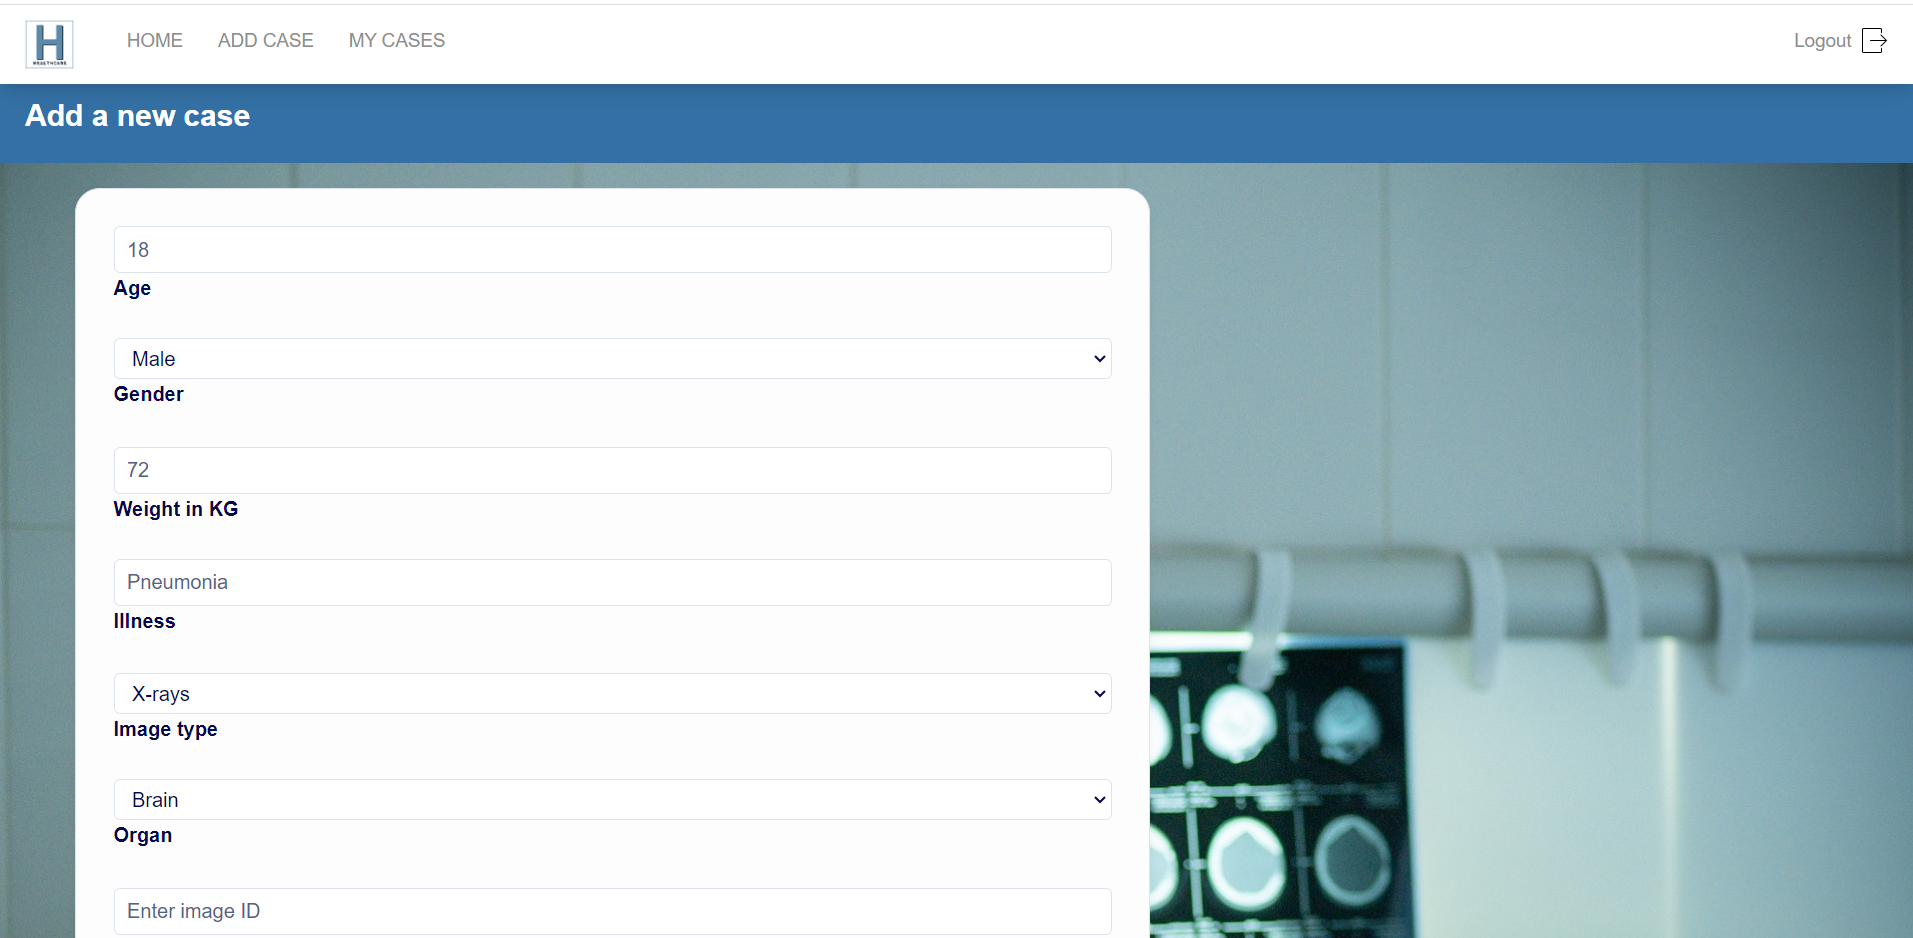 H
HOME ADD CASE MY CASES Logout
Add a new case
18
Age
Male
Gender
72
Weight in KG
Pneumonia
Illness
X-rays
Image type
Brain
Organ
Enter image ID